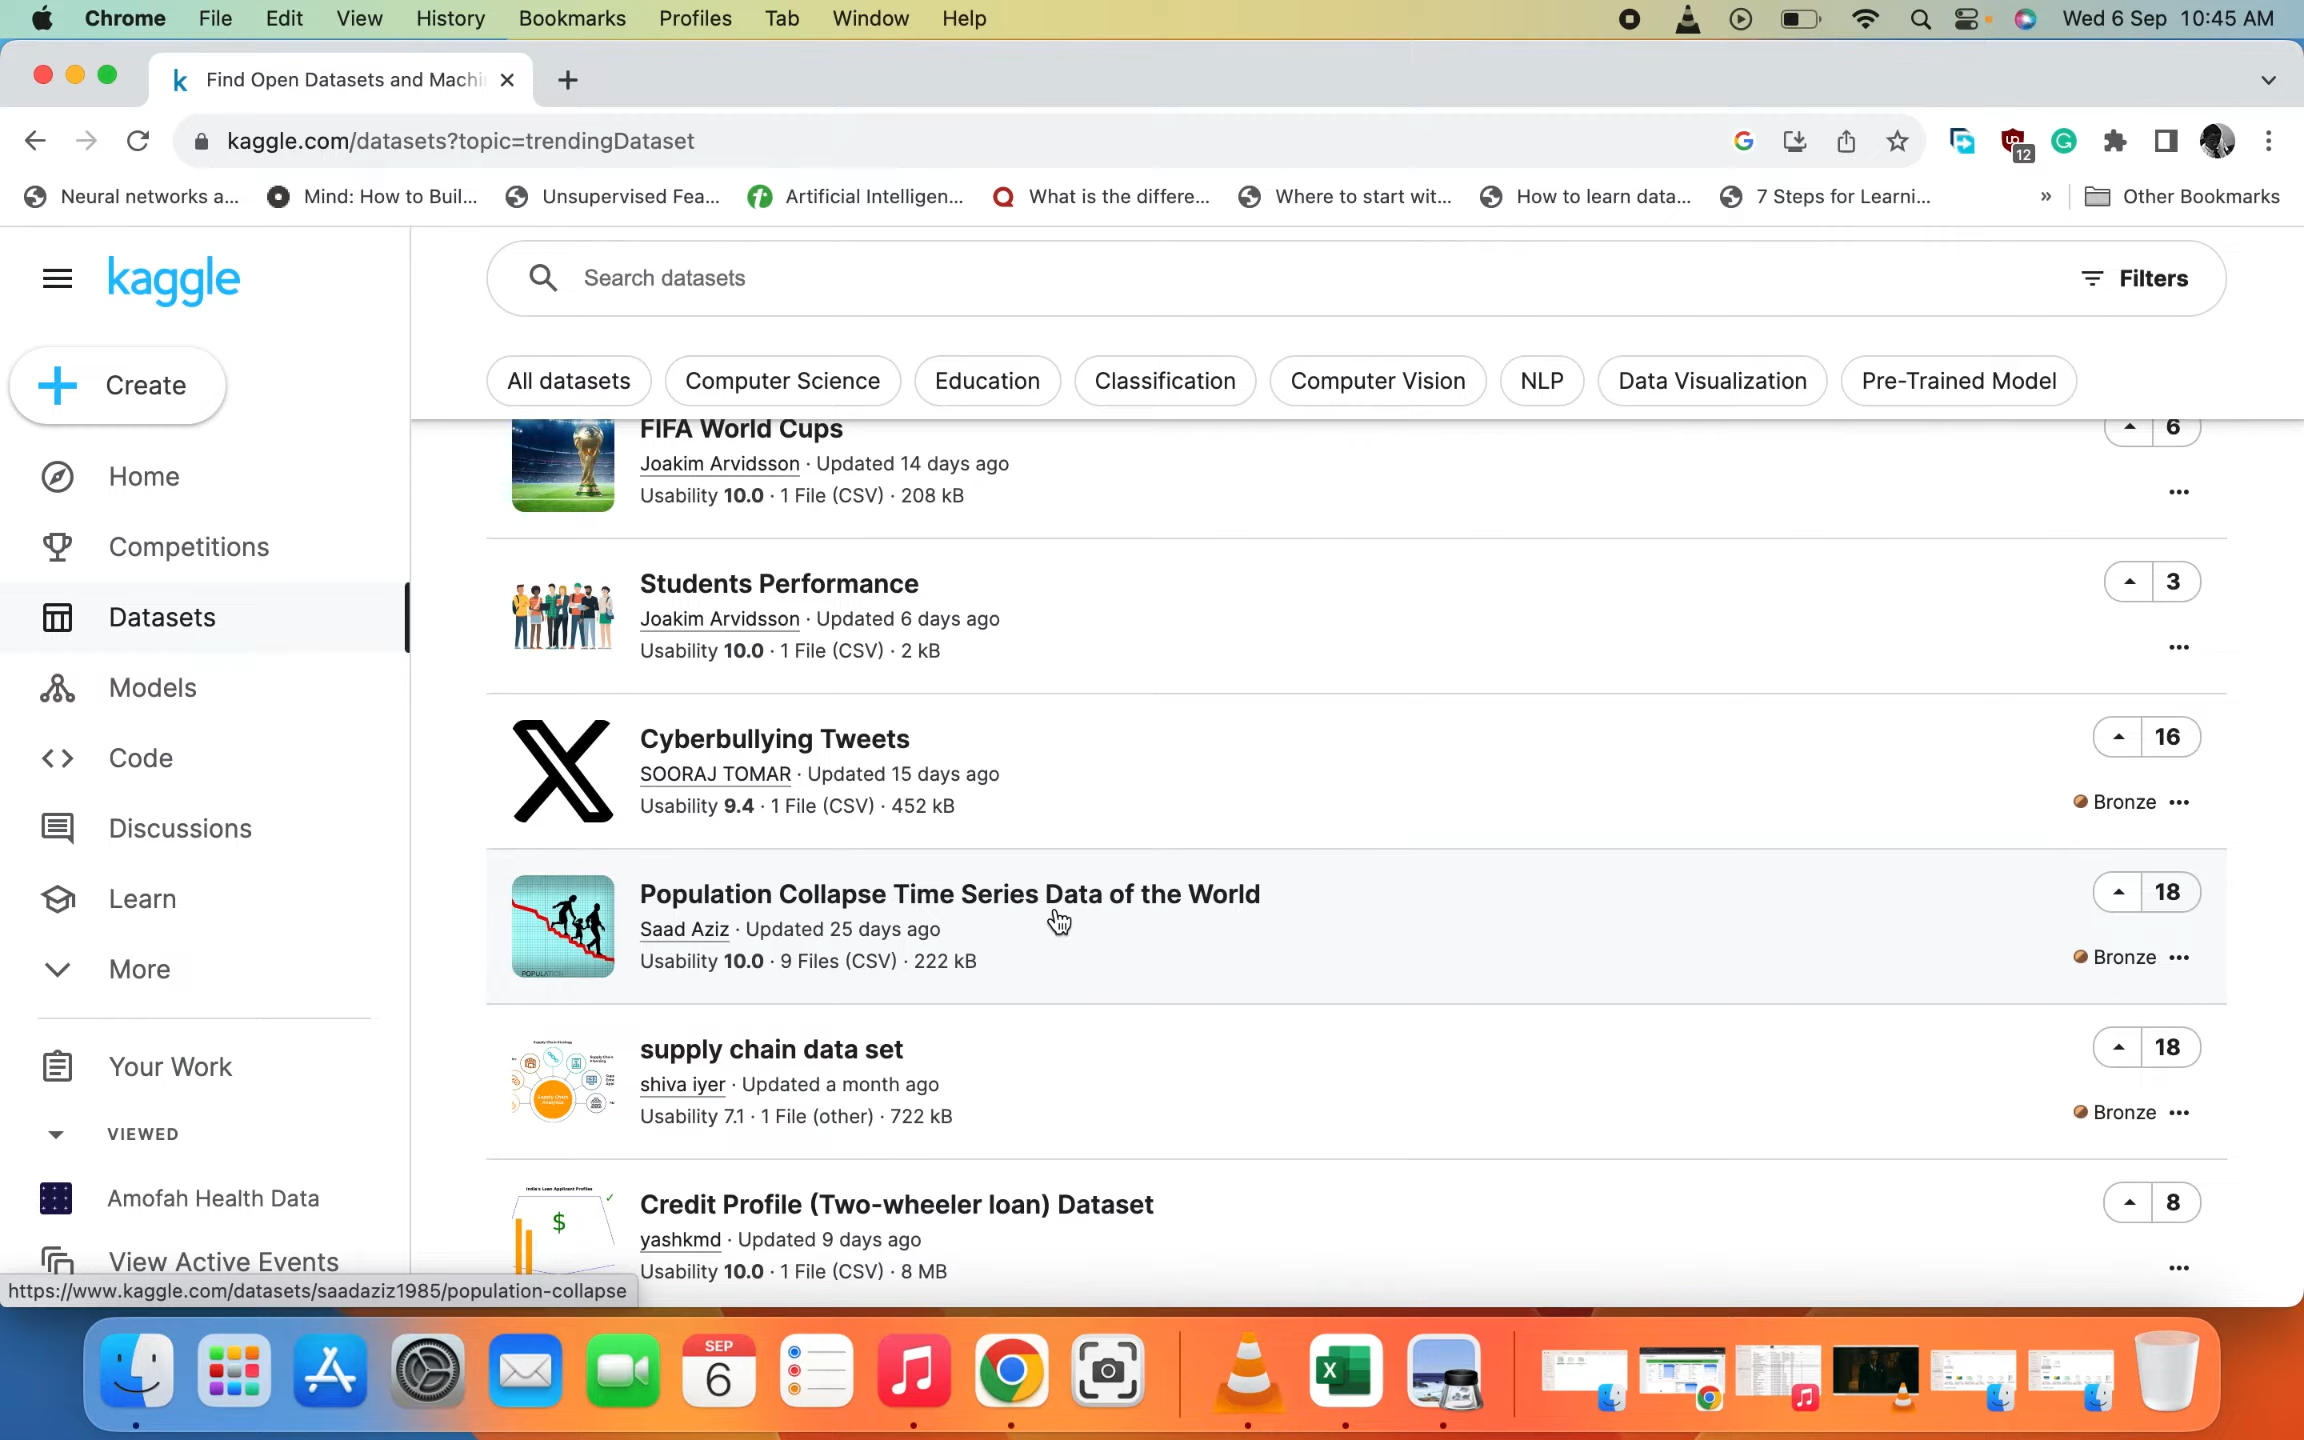 Chrome File Edit View History Bookmarks Profiles Tab Window Help Wed 6 Sep 10:45 AM
Find Open Datasets and Machi
kaggle.com/datasets?topic=trendingDataset
12
Neural networks a... Mind: How to Buil... Unsupervised Fea... Artificial Intelligen... What is the differe... Where to start wit... How to learn data... 7 Steps for Learni... » Other Bookmarks
kaggle
Search datasets
Filters
Create
All datasets Computer Science Education Classification Computer Vision NLP Data Visualization Pre-Trained Model
Home
Competitions
Datasets
Models
Code
Discussions
Learn
More
Your Work
VIEWED
Amofah Health Data
View Active Events
FIFA World Cups
6
Joakim Arvidsson · Updated 14 days ago
Usability 10.0 · 1 File (CSV) · 208 kB
Students Performance
3
Joakim Arvidsson · Updated 6 days ago
Usability 10.0 · 1 File (CSV) · 2 kB
Cyberbullying Tweets
16
SOORAJ TOMAR · Updated 15 days ago
Usability 9.4 · 1 File (CSV) · 452 kB
Bronze
Population Collapse Time Series Data of the World
18
Saad Aziz · Updated 25 days ago
Usability 10.0 · 9 Files (CSV) · 222 kB
Bronze
POPULATION
supply chain data set
18
shiva iyer · Updated a month ago
Usability 7.1 · 1 File (other) · 722 kB
Bronze
Credit Profile (Two-wheeler loan) Dataset
8
yashkmd · Updated 9 days ago
Usability 10.0 · 1 File (CSV) · 8 MB
India's Loan Applicant Profiles
$
https://www.kaggle.com/datasets/saadaziz1985/population-collapse
SEP
6